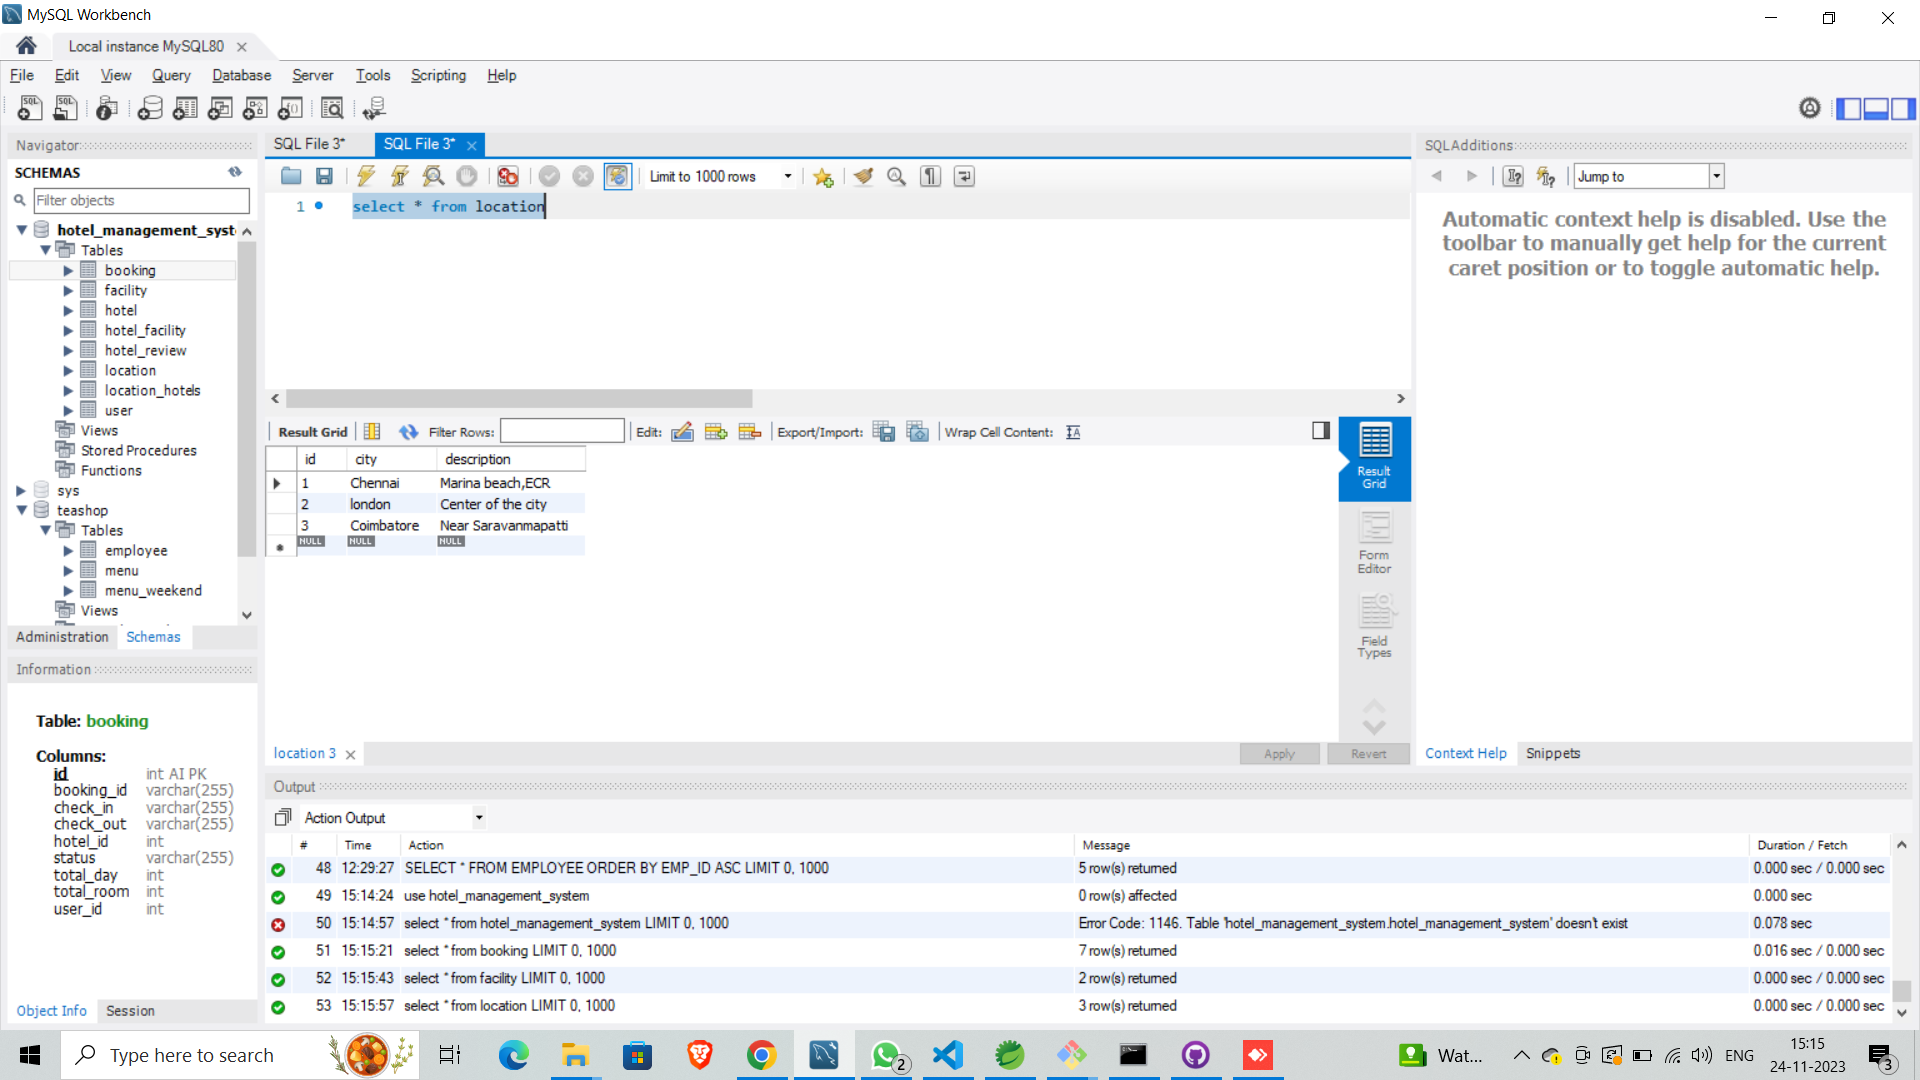 MySQL Workbench
Local instance MySQL80
File Edit View Query Database Server Tools Scripting Help
Navigator
SCHEMAS
Filter objects
hotel_management_syst
Tables
booking
facility
hotel
hotel_facility
hotel_review
location
location_hotels
user
Views
Stored Procedures
Functions
sys
teashop
Tables
employee
menu
menu_weekend
Views
Administration Schemas
Information
Table: booking
Columns:
id int AI PK
booking_id varchar(255)
check_in varchar(255)
check_out varchar(255)
hotel_id int
status varchar(255)
total_day int
total_room int
user_id int
Object Info Session
SQL File 3* SQL File 3*
Limit to 1000 rows
1 select * from location
Result Grid Filter Rows: Edit: Export/Import: Wrap Cell Content:
id city description
1 Chennai Marina beach,ECR
2 london Center of the city
3 Coimbatore Near Saravanmapatti
NULL NULL NULL
Result
Grid
Form
Editor
Field
Types
location 3 Apply Revert
SQLAdditions
Jump to
Automatic context help is disabled. Use the
toolbar to manually get help for the current
caret position or to toggle automatic help.
Context Help Snippets
Output
Action Output
# Time Action Message Duration / Fetch
48 12:29:27 SELECT * FROM EMPLOYEE ORDER BY EMP_ID ASC LIMIT 0, 1000 5 row(s) returned 0.000 sec / 0.000 sec
49 15:14:24 use hotel_management_system 0 row(s) affected 0.000 sec
50 15:14:57 select * from hotel_management_system LIMIT 0, 1000 Error Code: 1146. Table 'hotel_management_system.hotel_management_system' doesn't exist 0.078 sec
51 15:15:21 select * from booking LIMIT 0, 1000 7 row(s) returned 0.016 sec / 0.000 sec
52 15:15:43 select * from facility LIMIT 0, 1000 2 row(s) returned 0.000 sec / 0.000 sec
53 15:15:57 select * from location LIMIT 0, 1000 3 row(s) returned 0.000 sec / 0.000 sec
Type here to search
2
Wat...
ENG
15:15
24-11-2023
3